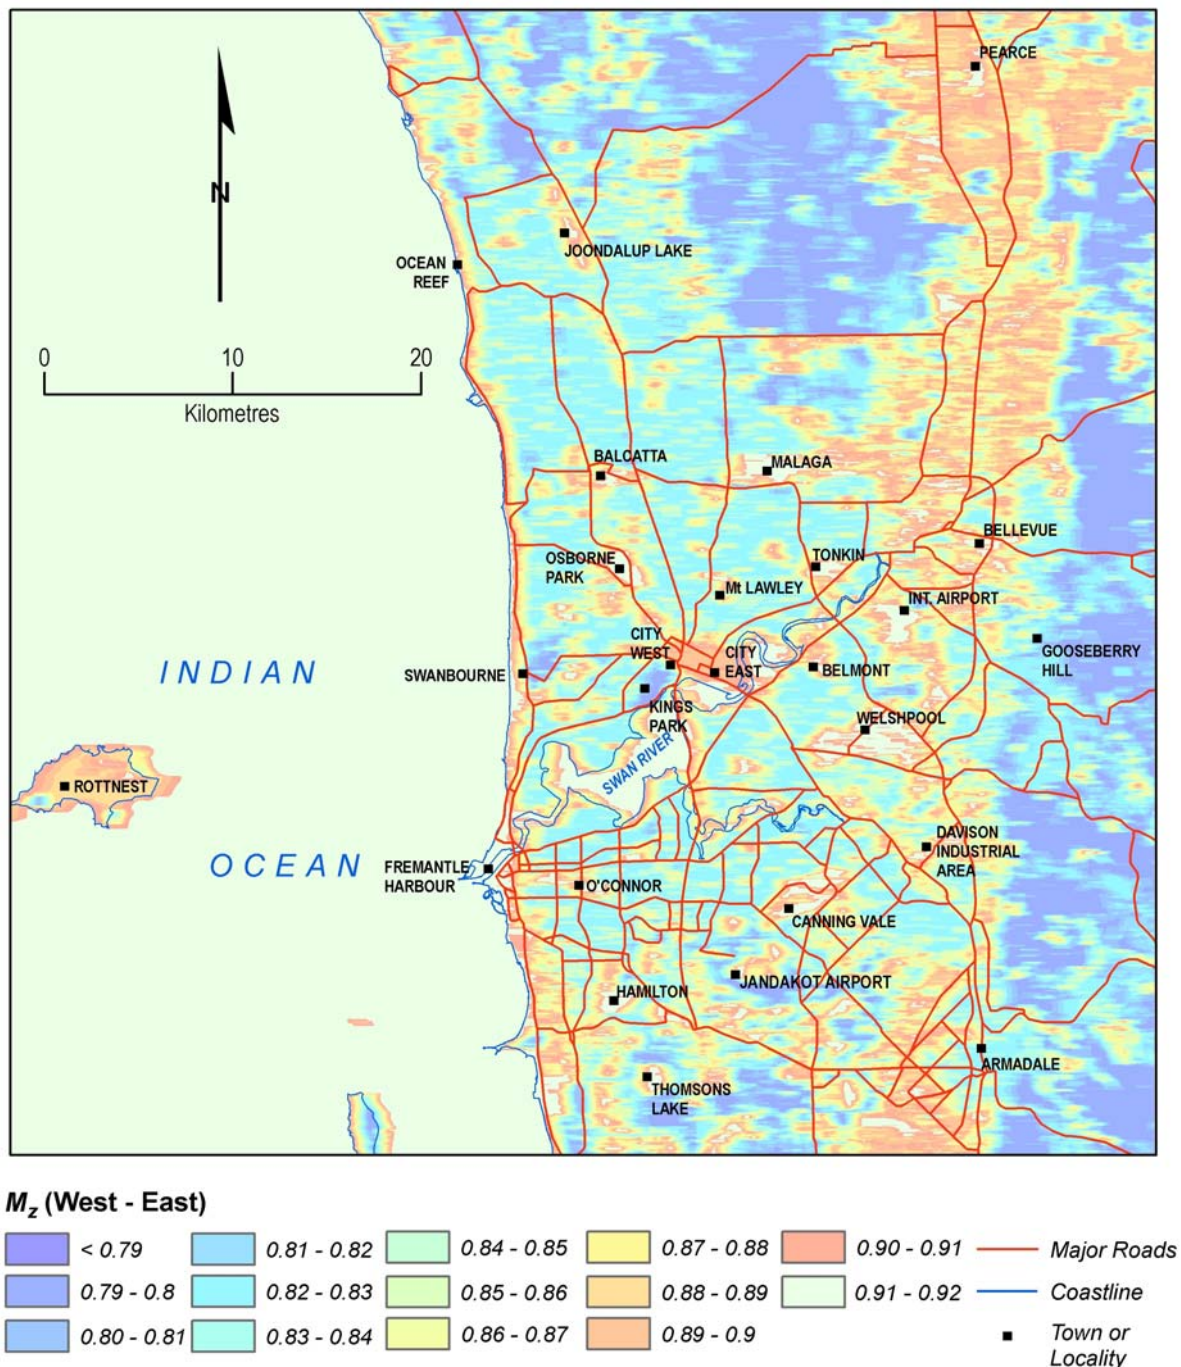 PEARCE
N
JOONDALUP LAKE
OCEAN
REEF
0 10 20
Kilometres
BALCATTA
MALAGA
BELLEVUE
OSBORNE
PARK
TONKIN
Mt LAWLEY
INT. AIRPORT
CITY
WEST
CITY
EAST
GOOSEBERRY
HILL
INDIAN
SWANBOURNE
BELMONT
KINGS
PARK
WELSHPOOL
SWAN RIVER
ROTTNEST
DAVISON
INDUSTRIAL
AREA
OCEAN
FREMANTLE
HARBOUR
O'CONNOR
CANNING VALE
JANDAKOT AIRPORT
HAMILTON
ARMADALE
THOMSONS
LAKE
Mz (West - East)
< 0.79 0.81 - 0.82 0.84 - 0.85 0.87 - 0.88 0.90 - 0.91 Major Roads
0.79 - 0.8 0.82 - 0.83 0.85 - 0.86 0.88 - 0.89 0.91 - 0.92 Coastline
0.80 - 0.81 0.83 - 0.84 0.86 - 0.87 0.89 - 0.9 Town or
Locality